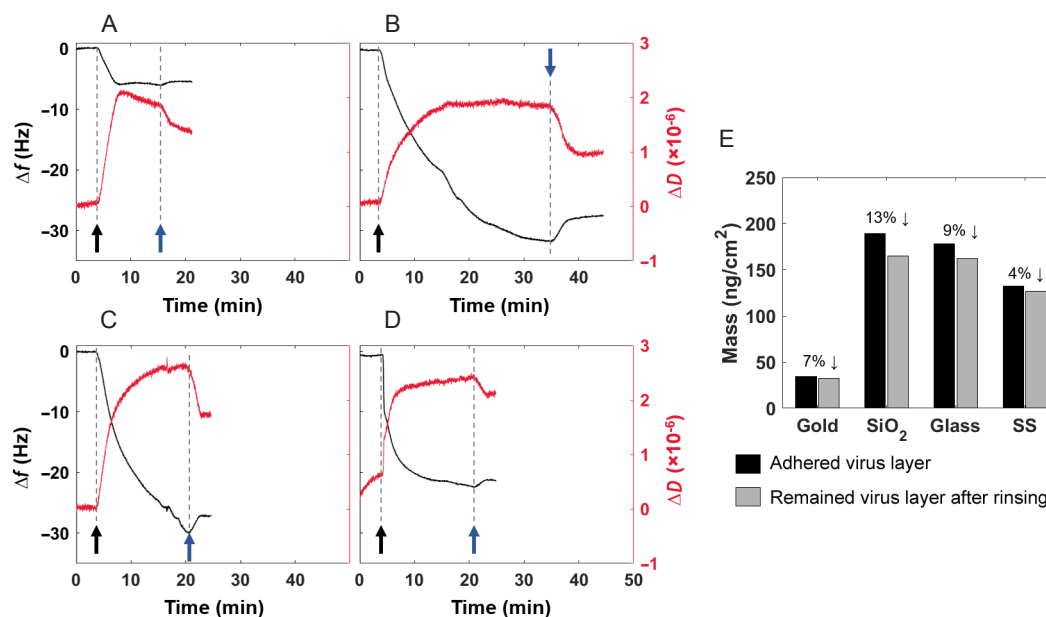 A
B
0
−10
−20
−30
Δf (Hz)
0 10 20 30 40
Time (min)
0 10 20 30 40
Time (min)
3
2
1
0
−1
ΔD (×10-6)
C
D
0
−10
−20
−30
Δf (Hz)
0 10 20 30 40
Time (min)
0 10 20 30 40 50
Time (min)
3
2
1
0
−1
ΔD (×10-6)
E
250
200
150
100
50
0
Mass (ng/cm2)
7% ↓
13% ↓
9% ↓
4% ↓
Gold SiO2 Glass SS
Adhered virus layer
Remained virus layer after rinsing